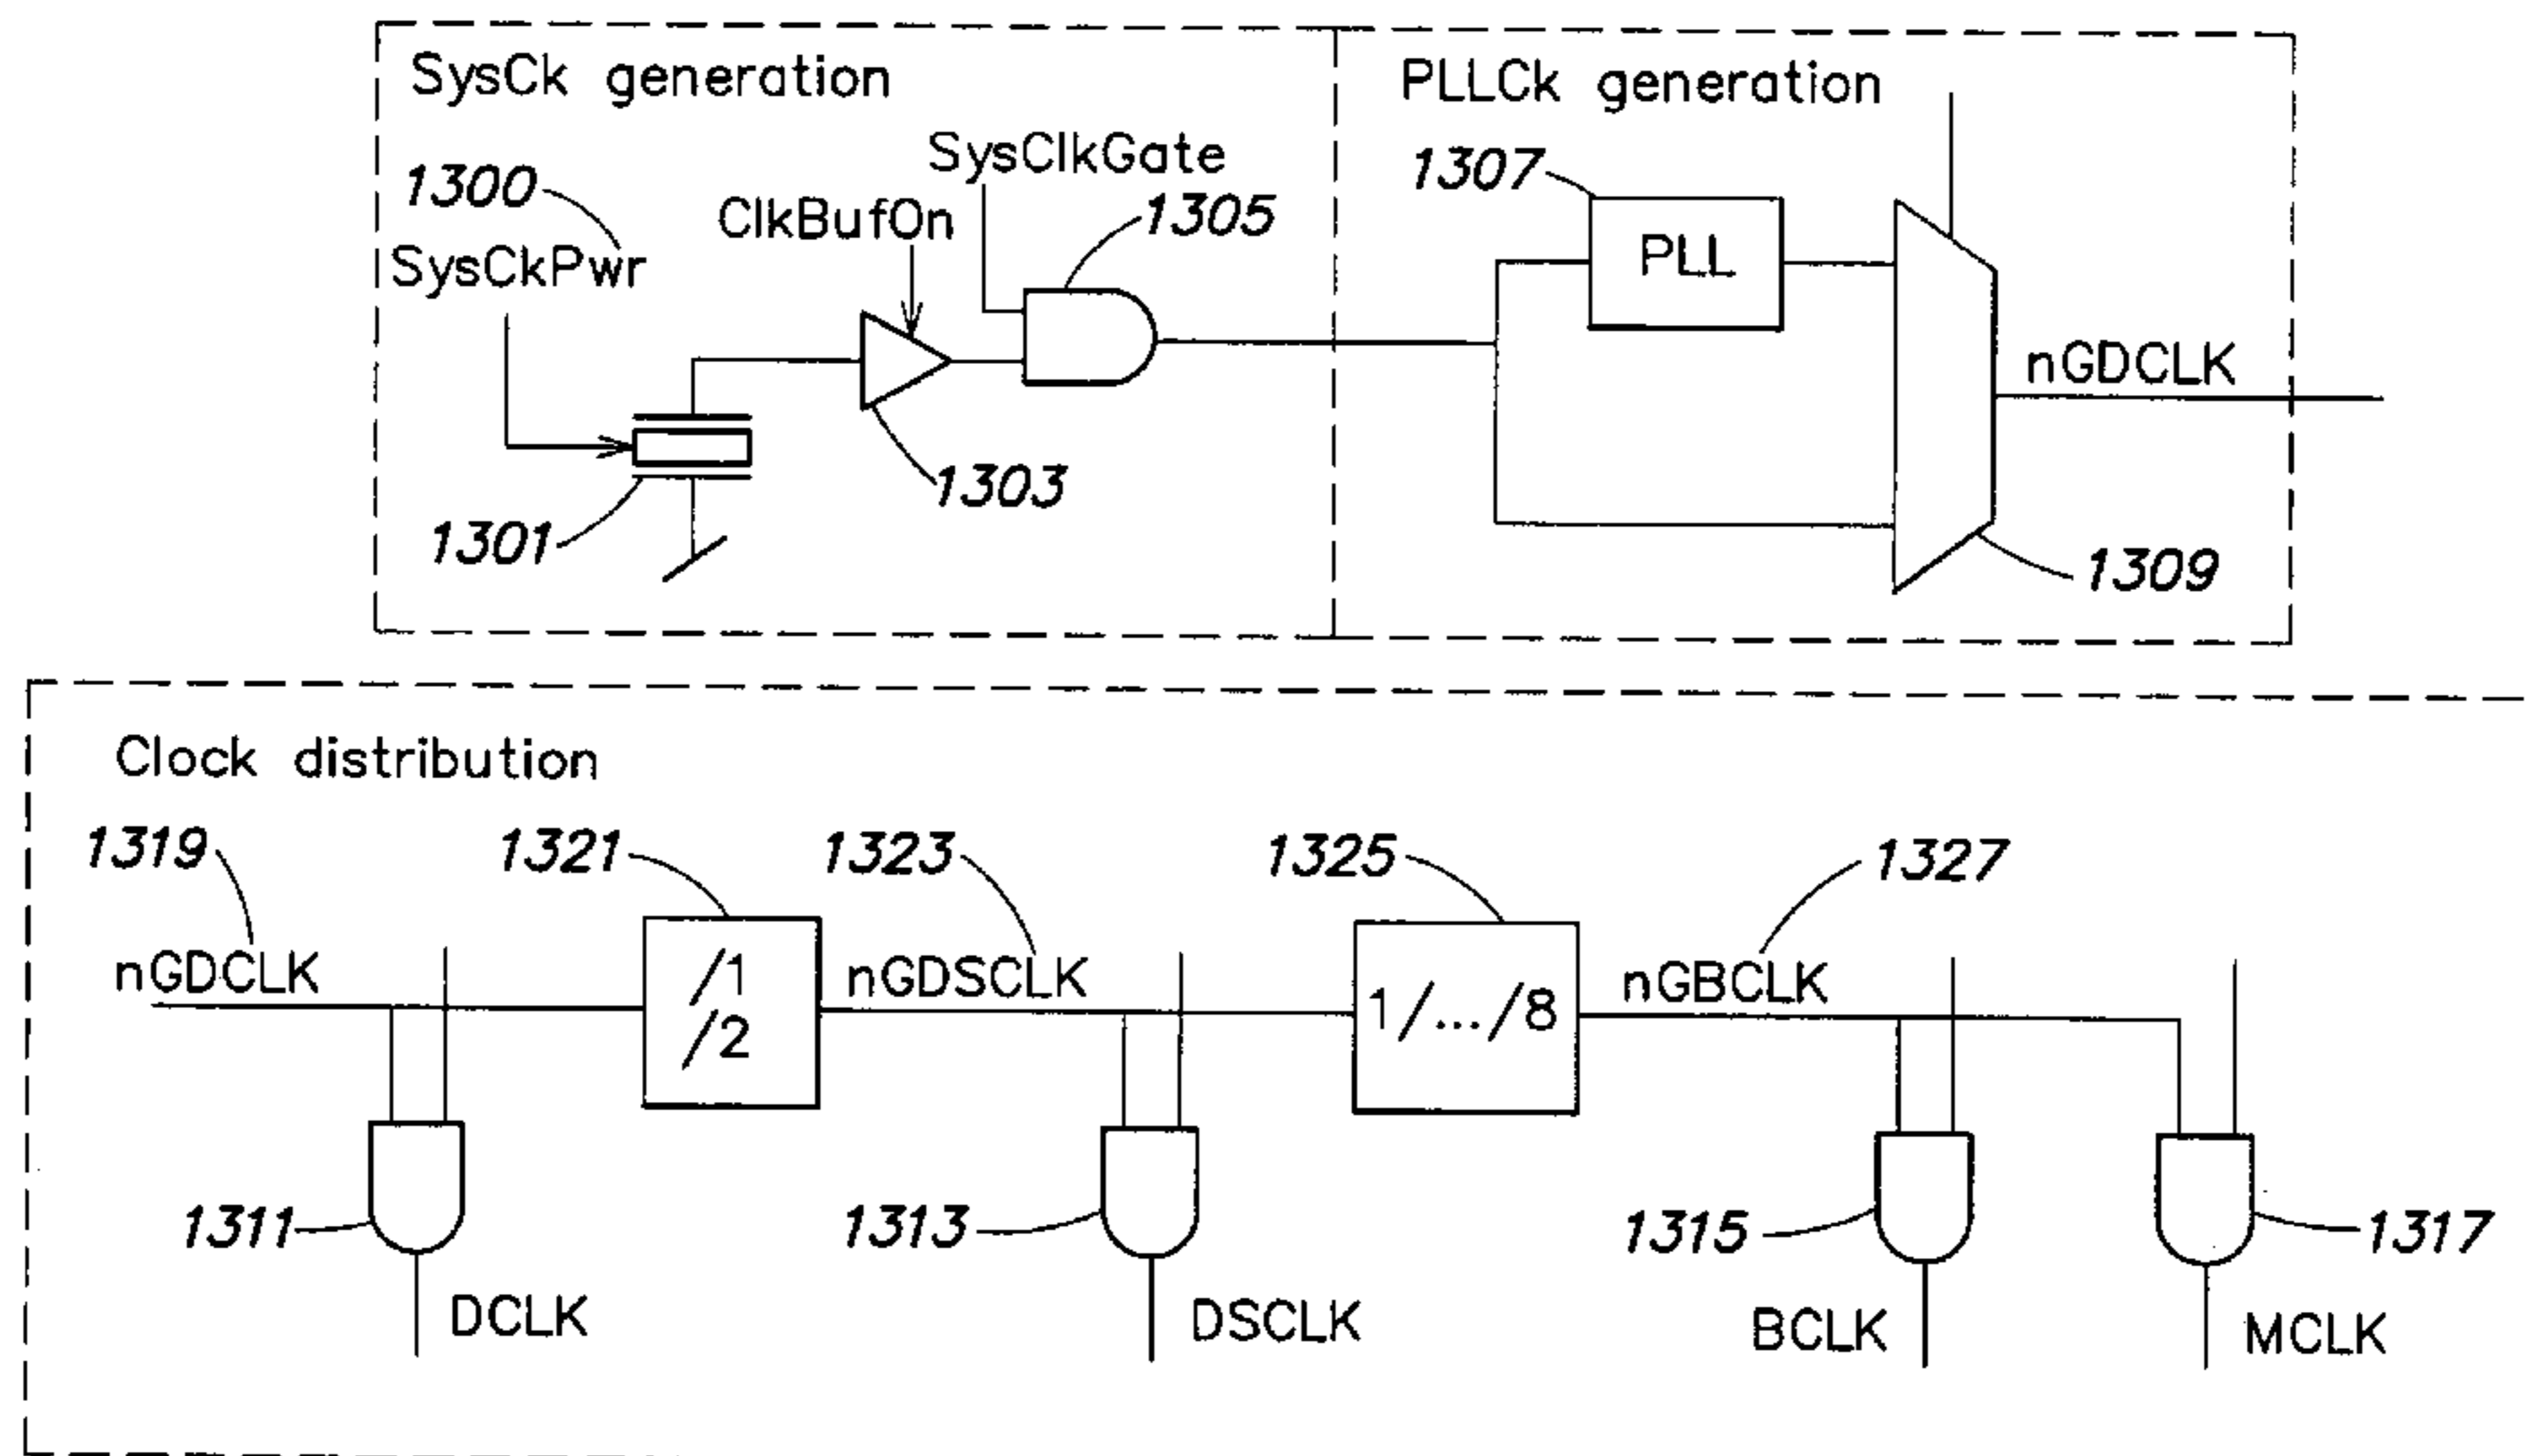 SysCk generation
PLLCk generation
SysClkGate
1300
1307
ClkBufOn
1305
SysCkPwr
PLL
nGDCLK
1303
1301
1309
Clock distribution
1319
1321
1323
1325
1327
nGDCLK
/1
/2
nGDSCLK
1/.../8
nGBCLK
1311
1313
1315
1317
DCLK
DSCLK
BCLK
MCLK